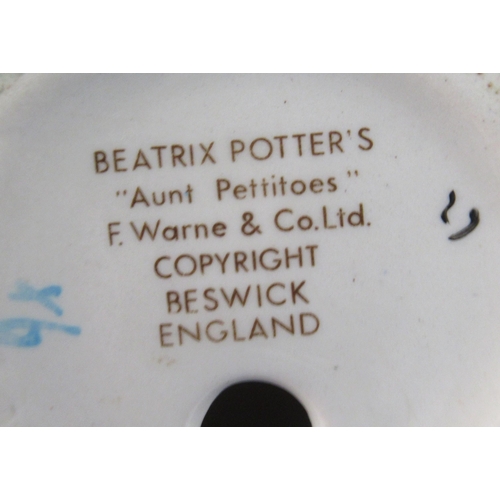 BEATRIX POTTER'S
"Aunt Pettitoes"
F. Warne & Co. Ltd.
COPYRIGHT
BESWICK
ENGLAND